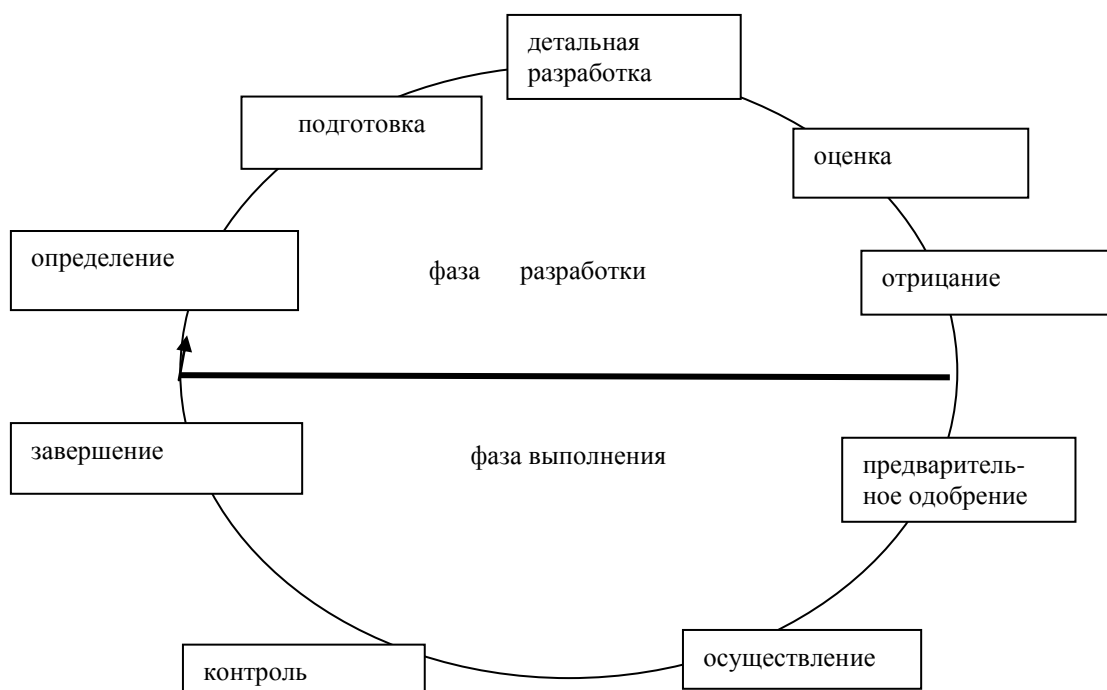 детальная
разработка
подготовка
оценка
определение
фаза разработки
отрицание
завершение
фаза выполнения
предваритель-
ное одобрение
осуществление
контроль